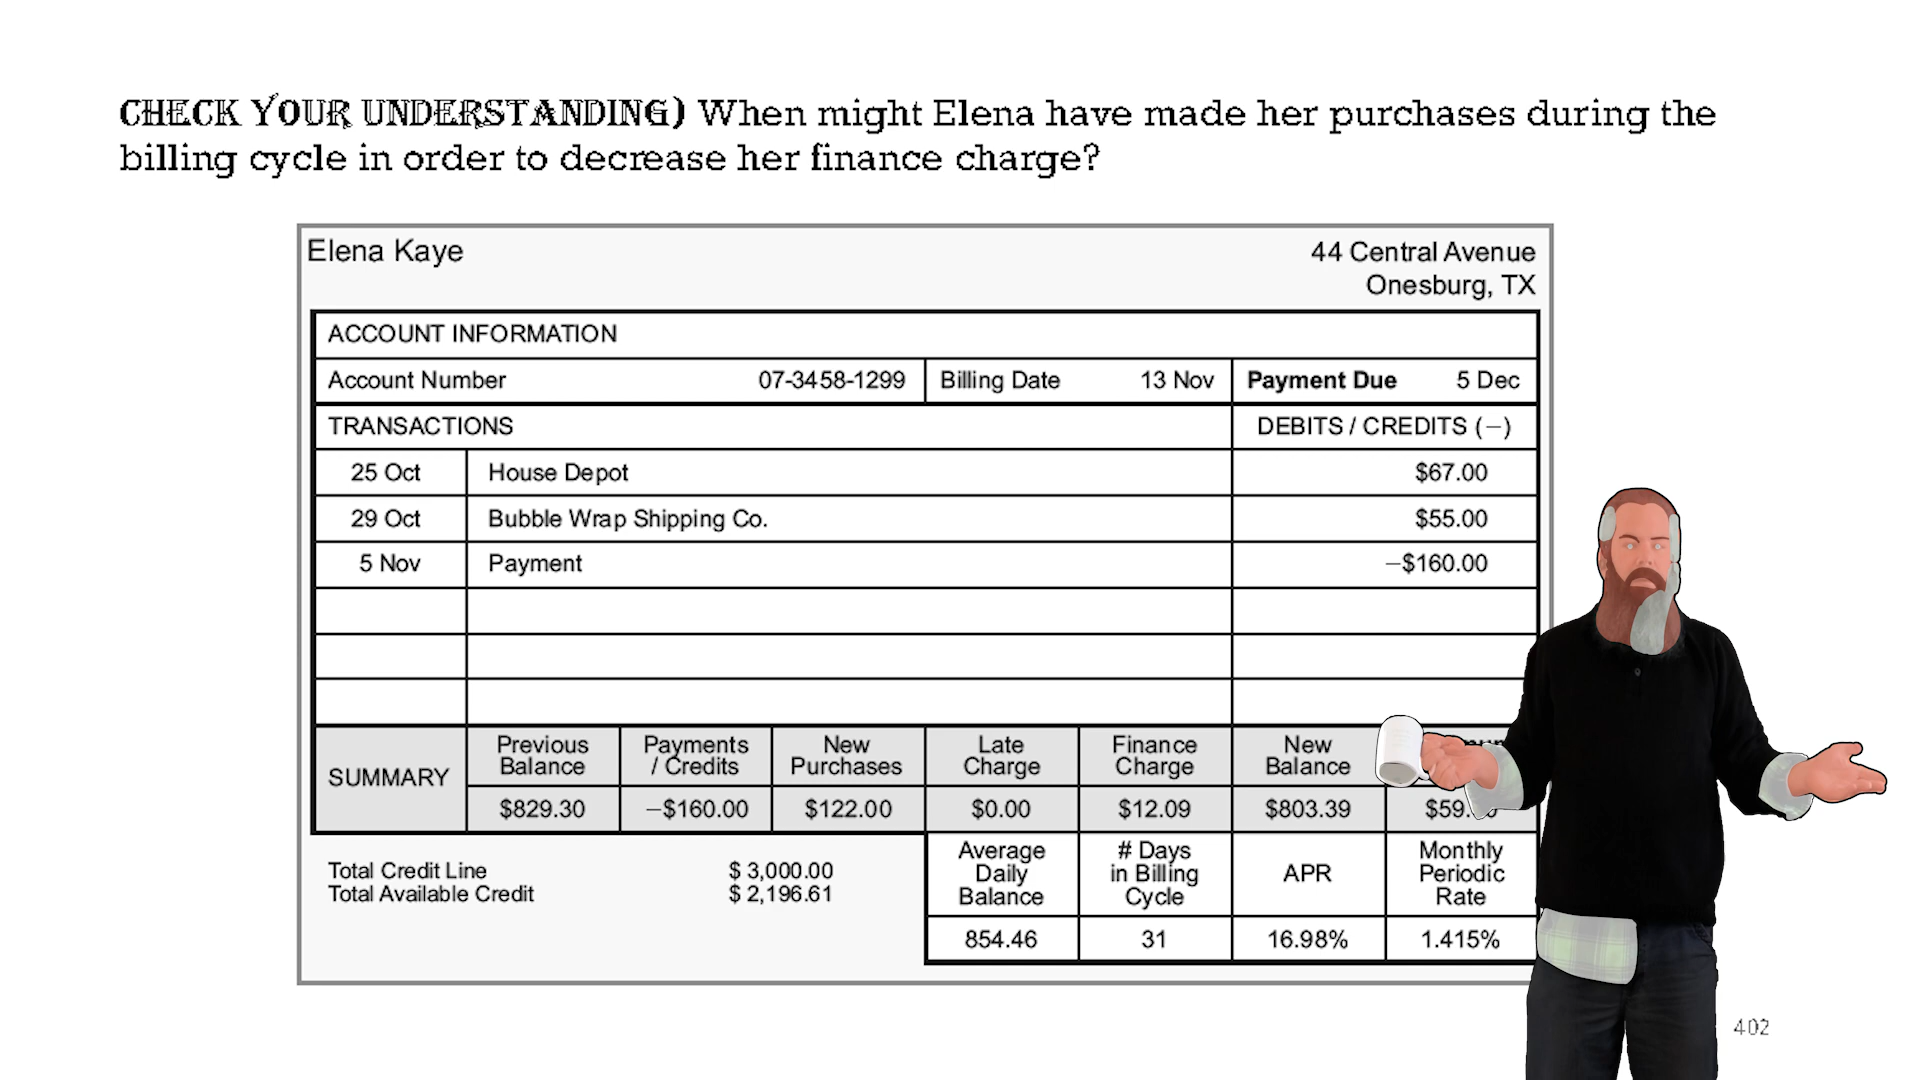 CHECK YOUR UNDERSTANDING) When might Elena have made her purchases during the
billing cycle in order to decrease her finance charge?
Elena Kaye
44 Central Avenue
Onesburg, TX
ACCOUNT INFORMATION
Account Number 07-3458-1299 Billing Date 13 Nov Payment Due 5 Dec
TRANSACTIONS DEBITS / CREDITS (–)
25 Oct House Depot $67.00
29 Oct Bubble Wrap Shipping Co. $55.00
5 Nov Payment –$160.00
SUMMARY
Previous Balance
Payments / Credits
New Purchases
Late Charge
Finance Charge
New Balance
$829.30 –$160.00 $122.00 $0.00 $12.09 $803.39
Total Credit Line $ 3,000.00
Total Available Credit $ 2,196.61
Average Daily Balance
# Days in Billing Cycle
APR
Monthly Periodic Rate
854.46 31 16.98% 1.415%
402